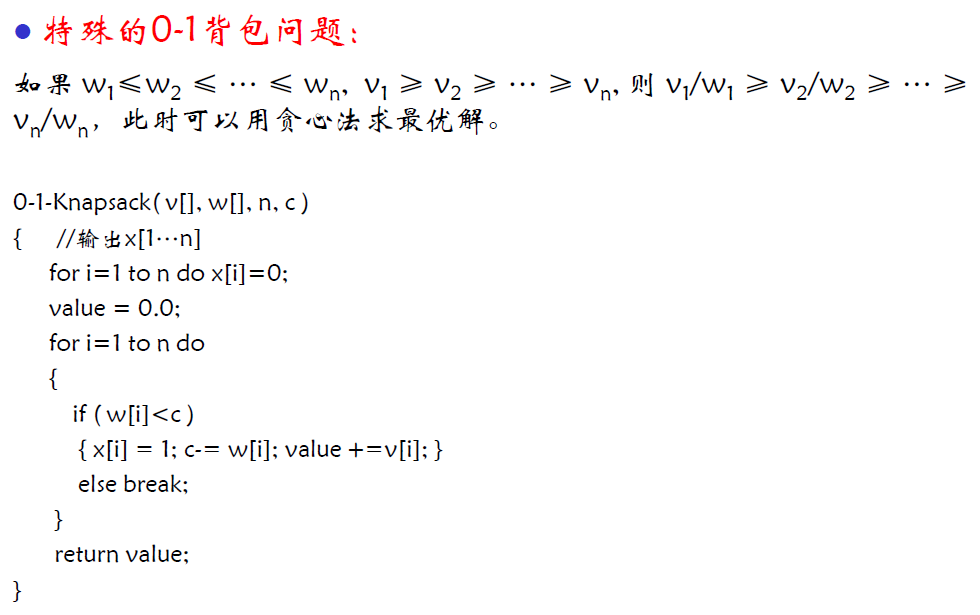 • 特殊的0-1背包问题：
如果 w₁≤w₂ ≤ … ≤ wₙ, v₁ ≥ v₂ ≥ … ≥ vₙ, 则 v₁/w₁ ≥ v₂/w₂ ≥ … ≥
vₙ/wₙ，此时可以用贪心法求最优解。
0-1-Knapsack( v[], w[], n, c )
{ //输出x[1…n]
for i=1 to n do x[i]=0;
value = 0.0;
for i=1 to n do
{
if ( w[i]<c )
{ x[i] = 1; c-= w[i]; value +=v[i]; }
else break;
}
return value;
}